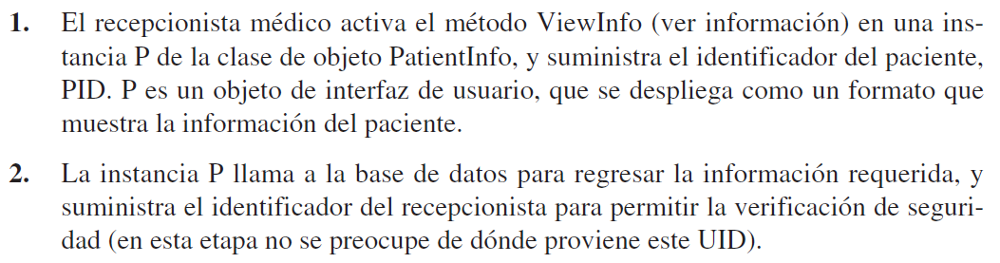 1. El recepcionista médico activa el método ViewInfo (ver información) en una ins-
tancia P de la clase de objeto PatientInfo, y suministra el identificador del paciente,
PID. P es un objeto de interfaz de usuario, que se despliega como un formato que
muestra la información del paciente.
2. La instancia P llama a la base de datos para regresar la información requerida, y
suministra el identificador del recepcionista para permitir la verificación de seguri-
dad (en esta etapa no se preocupe de dónde proviene este UID).